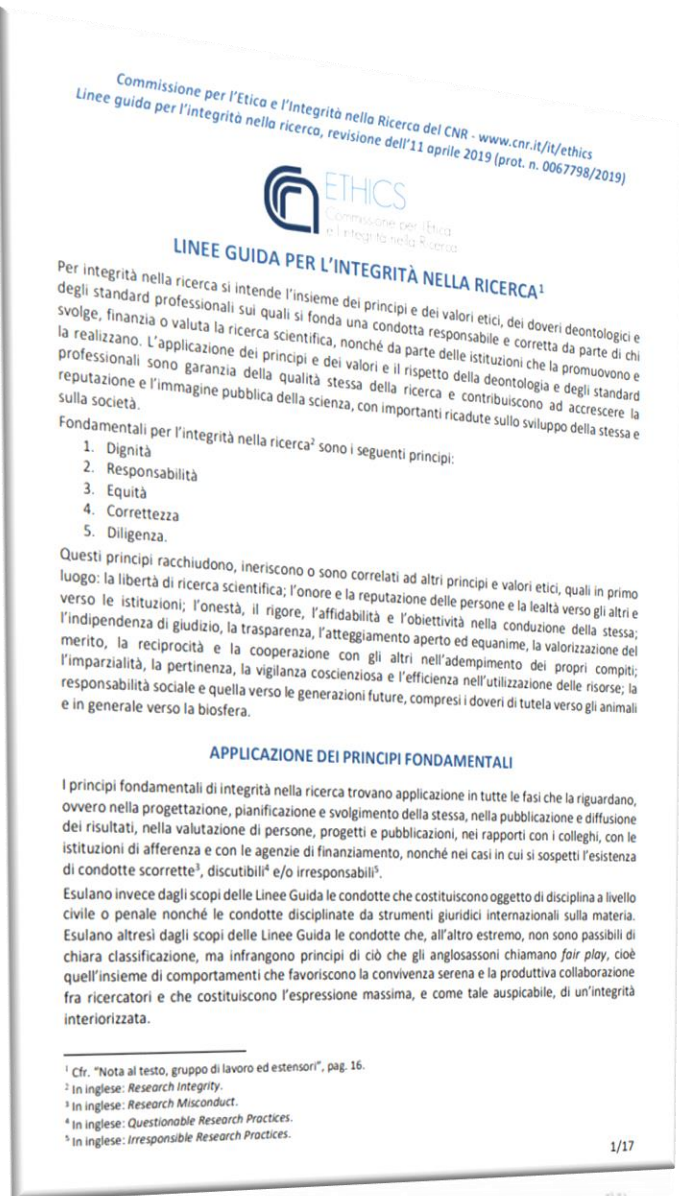 Commissione per l'Etica e l'Integrità nella Ricerca del CNR - www.cnr.it/it/ethics
Linee guida per l'integrità nella ricerca, revisione dell'11 aprile 2019 (prot. n. 0067798/2019)
ETHICS
Commissione per l'Etica
e l'Integrità nella Ricerca
LINEE GUIDA PER L'INTEGRITÀ NELLA RICERCA¹
Per integrità nella ricerca si intende l'insieme dei principi e dei valori etici, dei doveri deontologici e
degli standard professionali sui quali si fonda una condotta responsabile e corretta da parte di chi
svolge, finanzia o valuta la ricerca scientifica, nonché da parte delle istituzioni che la promuovono e
la realizzano. L'applicazione dei principi e dei valori e il rispetto della deontologia e degli standard
professionali sono garanzia della qualità stessa della ricerca e contribuiscono ad accrescere la
reputazione e l'immagine pubblica della scienza, con importanti ricadute sullo sviluppo della stessa e
sulla società.
Fondamentali per l'integrità nella ricerca² sono i seguenti principi:
1. Dignità
2. Responsabilità
3. Equità
4. Correttezza
5. Diligenza.
Questi principi racchiudono, ineriscono o sono correlati ad altri principi e valori etici, quali in primo
luogo: la libertà di ricerca scientifica; l'onore e la reputazione delle persone e la lealtà verso gli altri e
verso le istituzioni; l'onestà, il rigore, l'affidabilità e l'obiettività nella conduzione della stessa;
l'indipendenza di giudizio, la trasparenza, l'atteggiamento aperto ed equanime, la valorizzazione del
merito, la reciprocità e la cooperazione con gli altri nell'adempimento dei propri compiti;
l'imparzialità, la pertinenza, la vigilanza coscienziosa e l'efficienza nell'utilizzazione delle risorse; la
responsabilità sociale e quella verso le generazioni future, compresi i doveri di tutela verso gli animali
e in generale verso la biosfera.
APPLICAZIONE DEI PRINCIPI FONDAMENTALI
I principi fondamentali di integrità nella ricerca trovano applicazione in tutte le fasi che la riguardano,
ovvero nella progettazione, pianificazione e svolgimento della stessa, nella pubblicazione e diffusione
dei risultati, nella valutazione di persone, progetti e pubblicazioni, nei rapporti con i colleghi, con le
istituzioni di afferenza e con le agenzie di finanziamento, nonché nei casi in cui si sospetti l'esistenza
di condotte scorrette³, discutibili⁴ e/o irresponsabili⁵.
Esulano invece dagli scopi delle Linee Guida le condotte che costituiscono oggetto di disciplina a livello
civile o penale nonché le condotte disciplinate da strumenti giuridici internazionali sulla materia.
Esulano altresì dagli scopi delle Linee Guida le condotte che, all'altro estremo, non sono passibili di
chiara classificazione, ma infrangono principi di ciò che gli anglosassoni chiamano fair play, cioè
quell'insieme di comportamenti che favoriscono la convivenza serena e la produttiva collaborazione
fra ricercatori e che costituiscono l'espressione massima, e come tale auspicabile, di un'integrità
interiorizzata.
¹ Cfr. "Nota al testo, gruppo di lavoro ed estensori", pag. 16.
² In inglese: Research Integrity.
³ In inglese: Research Misconduct.
⁴ In inglese: Questionable Research Practices.
⁵ In inglese: Irresponsible Research Practices.
1/17